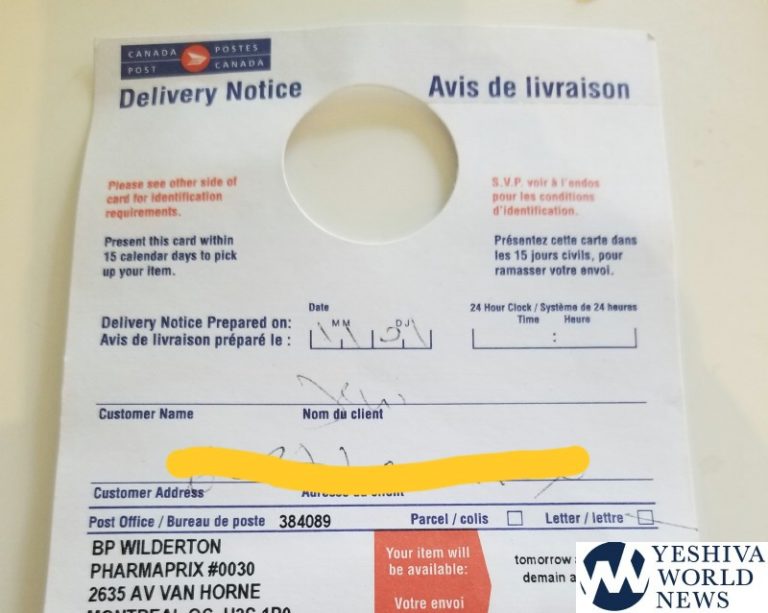 CANADA POSTES
POST CANADA
Delivery Notice
Avis de livraison
Please see other side of
card for identification
requirements.
S.V.P. voir à l'endos
pour les conditions
d'identification.
Present this card within
15 calendar days to pick
up your item.
Présentez cette carte dans
les 15 jours civils, pour
ramasser votre envoi.
Date
24 Hour Clock / Système de 24 heures
Time Heure
Delivery Notice Prepared on:
Avis de livraison préparé le :
MM DJ
:
Customer Name Nom du client
Customer Address
Post Office / Bureau de poste 384089 Parcel / colis Letter / lettre
BP WILDERTON
PHARMAPRIX #0030
2635 AV VAN HORNE
Your item will
be available:
Votre envoi
tomorrow
demain
YESHIVA
WORLD
NEWS